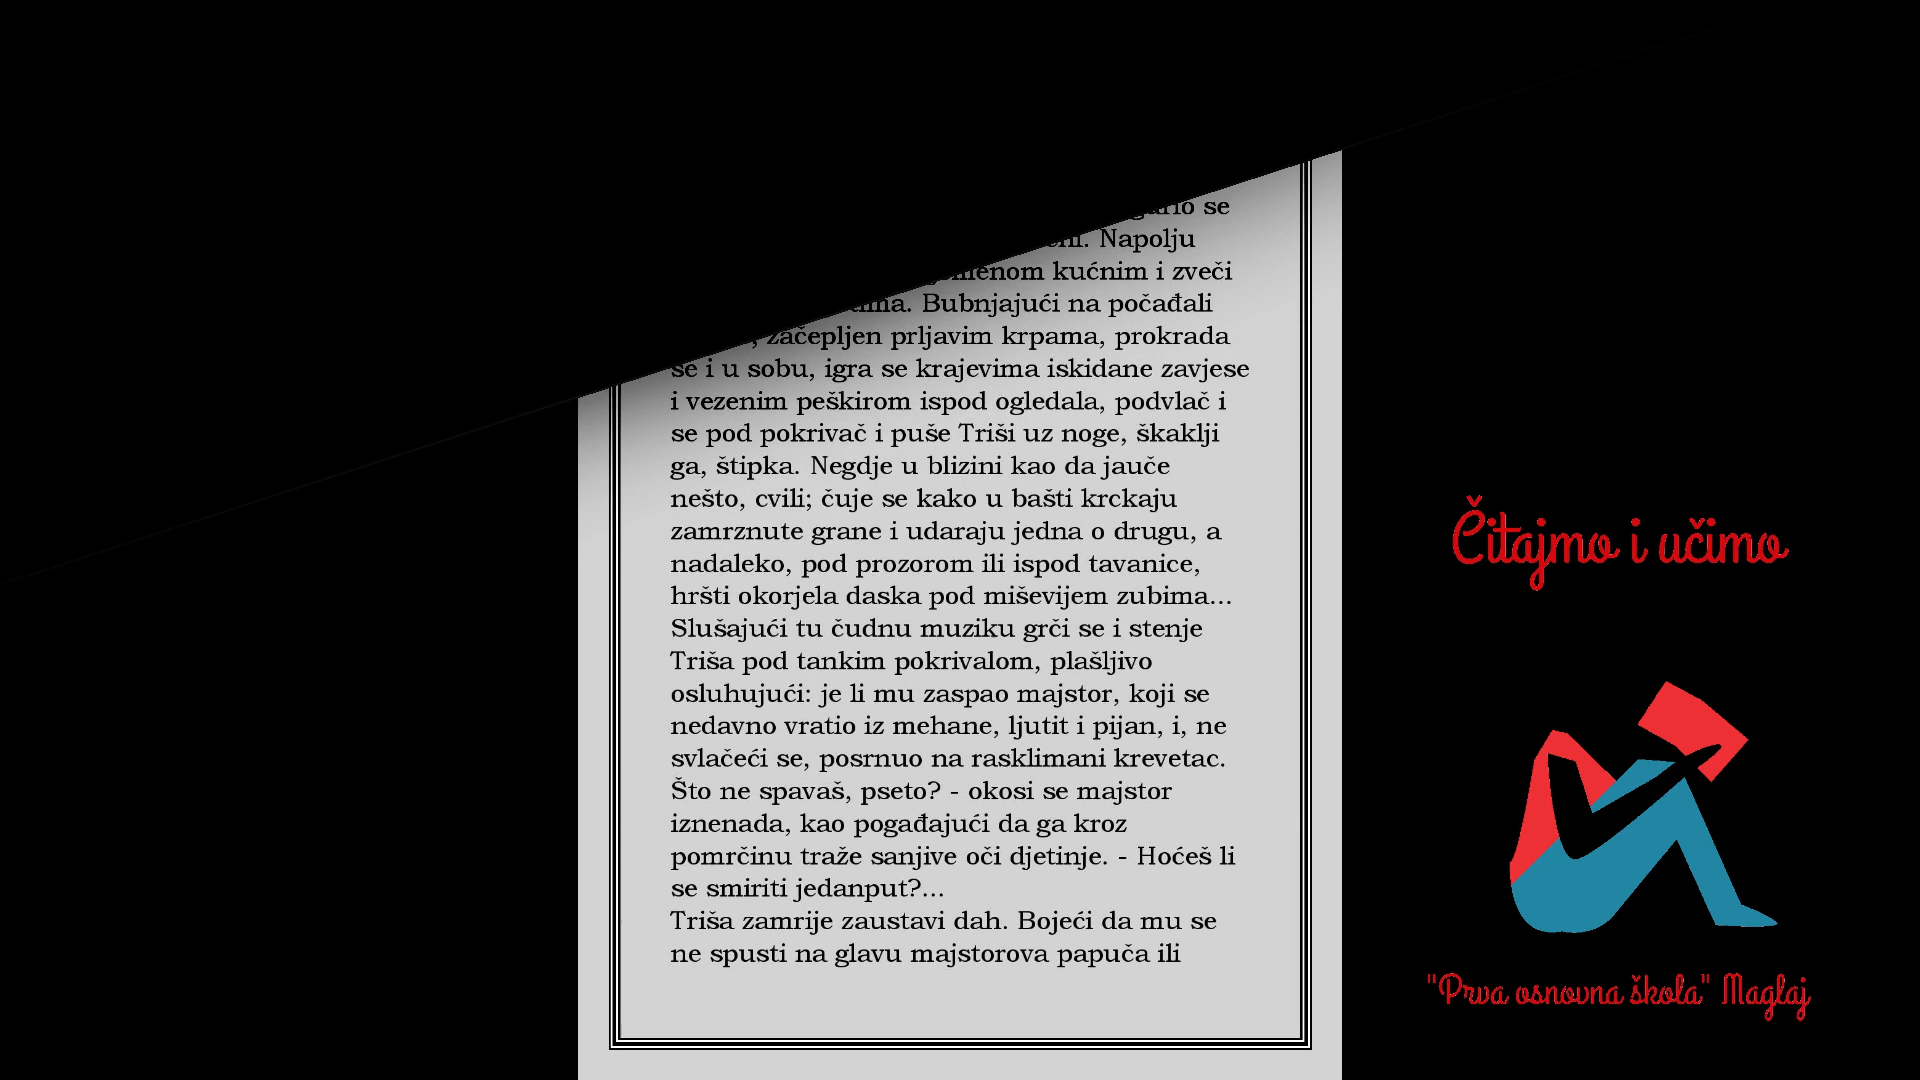 se
Napolju
kućnim i zveči
Bubnjajući na počađali
začepljen prljavim krpama, prokrada
se i u sobu, igra se krajevima iskidane zavjese
i vezenim peškirom ispod ogledala, podvlač i
se pod pokrivač i puše Triši uz noge, škaklji
ga, štipka. Negdje u blizini kao da jauče
nešto, cvili; čuje se kako u bašti krckaju
zamrznute grane i udaraju jedna o drugu, a
nadaleko, pod prozorom ili ispod tavanice,
hršti okorjela daska pod miševijem zubima...
Slušajući tu čudnu muziku grči se i stenje
Triša pod tankim pokrivalom, plašljivo
osluhujući: je li mu zaspao majstor, koji se
nedavno vratio iz mehane, ljutit i pijan, i, ne
svlačeći se, posrnuo na rasklimani krevetac.
Što ne spavaš, pseto? - okosi se majstor
iznenada, kao pogađajući da ga kroz
pomrčinu traže sanjive oči djetinje. - Hoćeš li
se smiriti jedanput?...
Triša zamrije zaustavi dah. Bojeći da mu se
ne spusti na glavu majstorova papuča ili
Čitajmo i učimo
"Prva osnovna škola" Maglaj